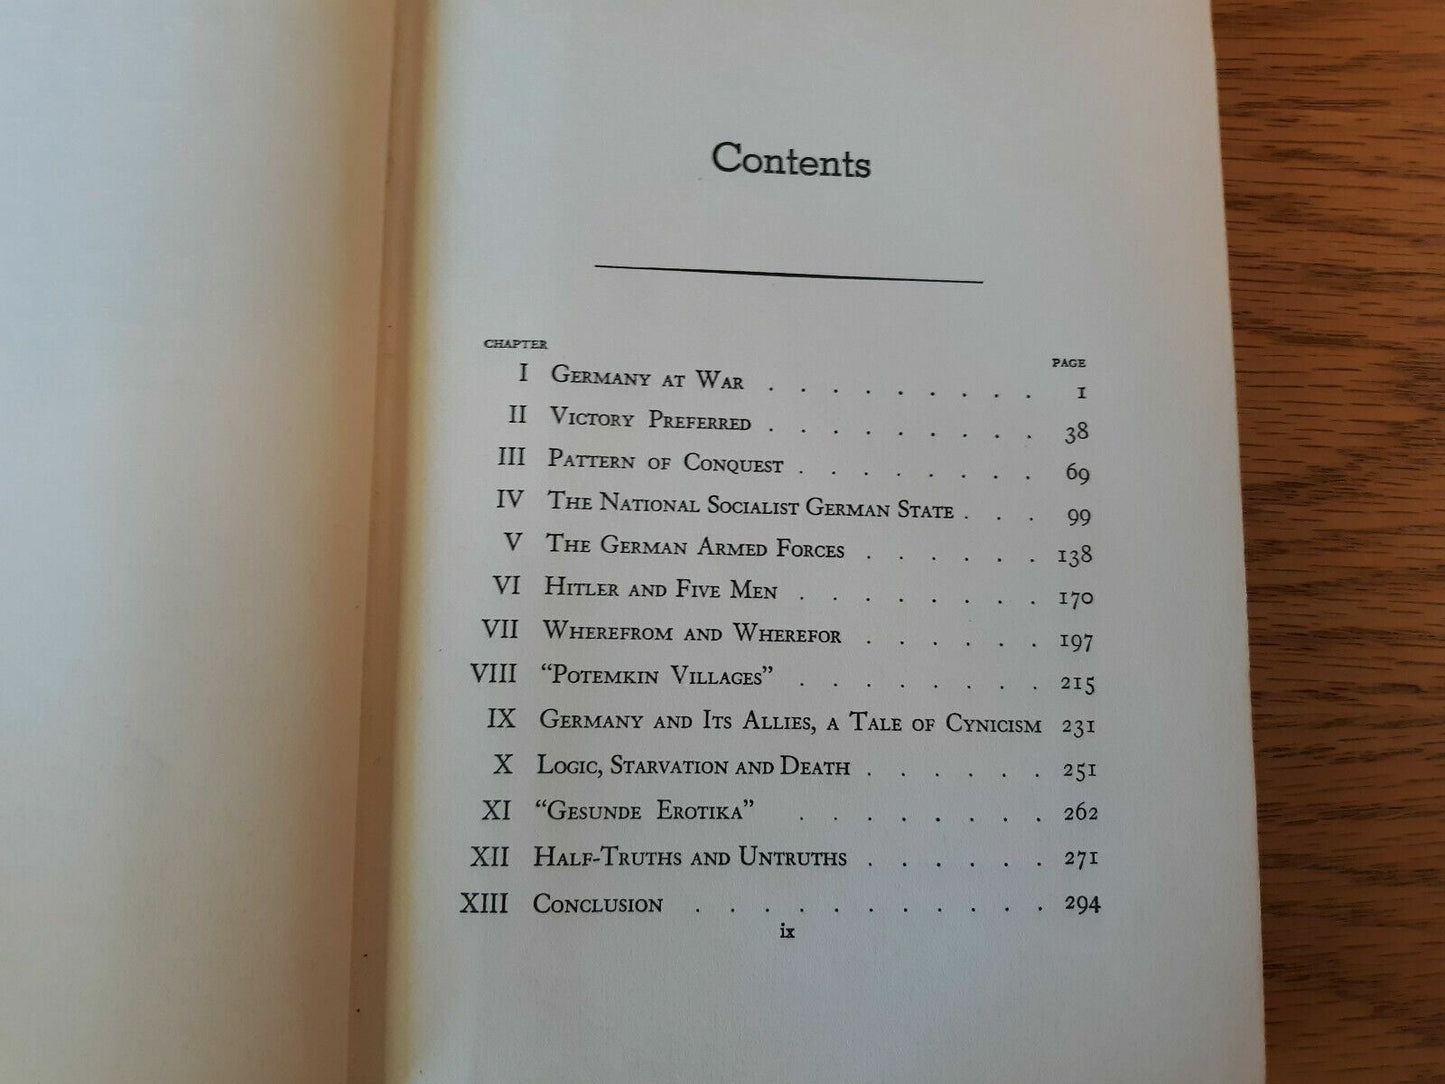 Contents
CHAPTER
PAGE
I GERMANY AT WAR . . . . . . . . . 1
II VICTORY PREFERRED . . . . . . . . . 38
III PATTERN OF CONQUEST . . . . . . . . 69
IV THE NATIONAL SOCIALIST GERMAN STATE . . . 99
V THE GERMAN ARMED FORCES . . . . . . 138
VI HITLER AND FIVE MEN . . . . . . . . 170
VII WHEREFROM AND WHEREFOR . . . . . . 197
VIII “POTEMKIN VILLAGES” . . . . . . . . 215
IX GERMANY AND ITS ALLIES, A TALE OF CYNICISM 231
X LOGIC, STARVATION AND DEATH . . . . . . 251
XI “GESUNDE EROTIKA” . . . . . . . . 262
XII HALF-TRUTHS AND UNTRUTHS . . . . . . 271
XIII CONCLUSION . . . . . . . . . . . 294
ix